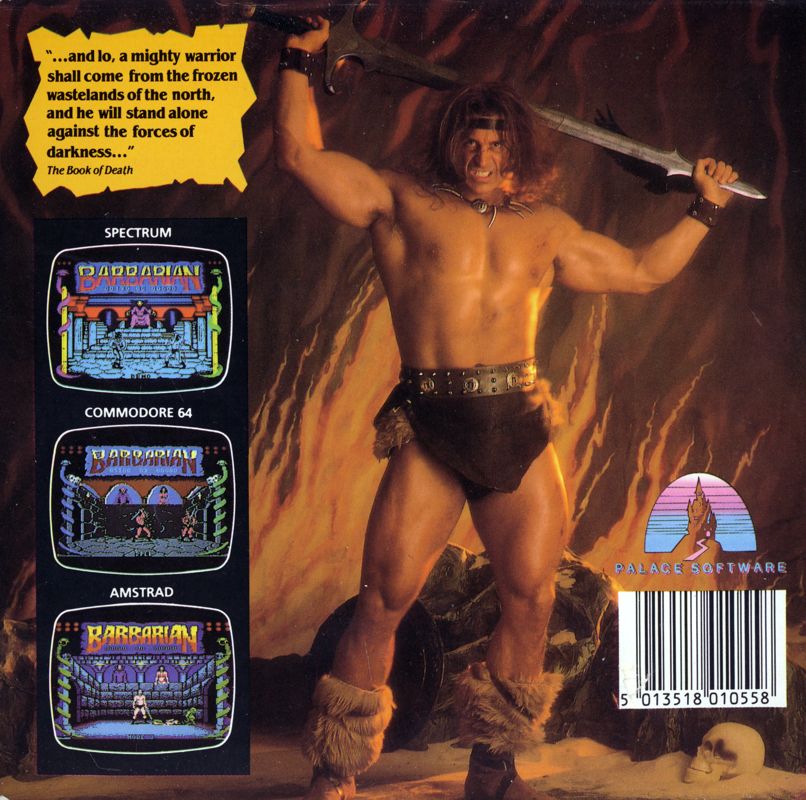 "...and lo, a mighty warrior
shall come from the frozen
wastelands of the north,
and he will stand alone
against the forces of
darkness..."
The Book of Death
SPECTRUM
BARBARIAN
DEMO
COMMODORE 64
BARBARIAN
AMSTRAD
BARBARIAN
PALACE SOFTWARE
5 013518 010558